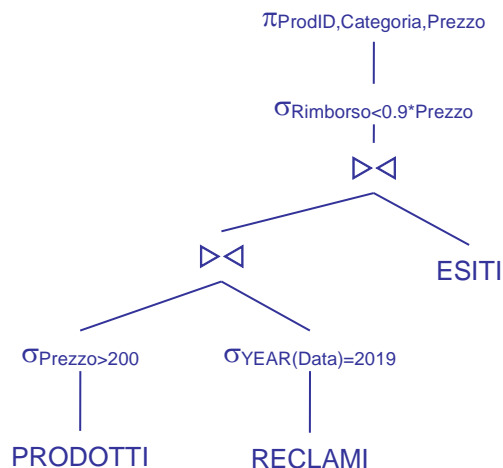 πProdID,Categoria,Prezzo
σRimborso<0.9*Prezzo
ESITI
σPrezzo>200 σYEAR(Data)=2019
PRODOTTI RECLAMI